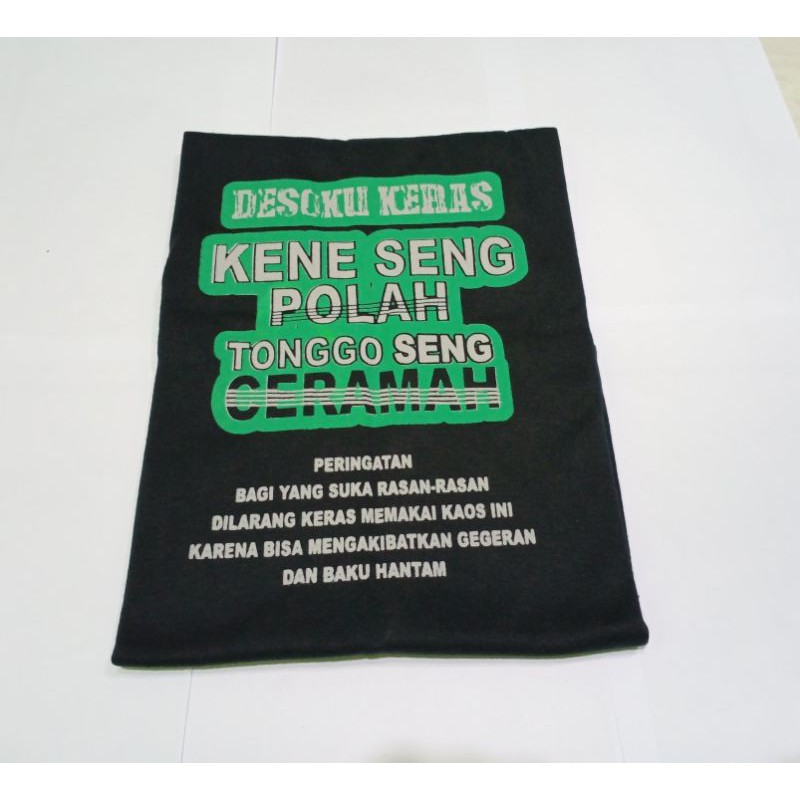 DESOKU KERAS
KENE SENG
POLAH
TONGGO SENG
CERAMAH
PERINGATAN
BAGI YANG SUKA RASAN-RASAN
DILARANG KERAS MEMAKAI KAOS INI
KARENA BISA MENGAKIBATKAN GEGERAN
DAN BAKU HANTAM